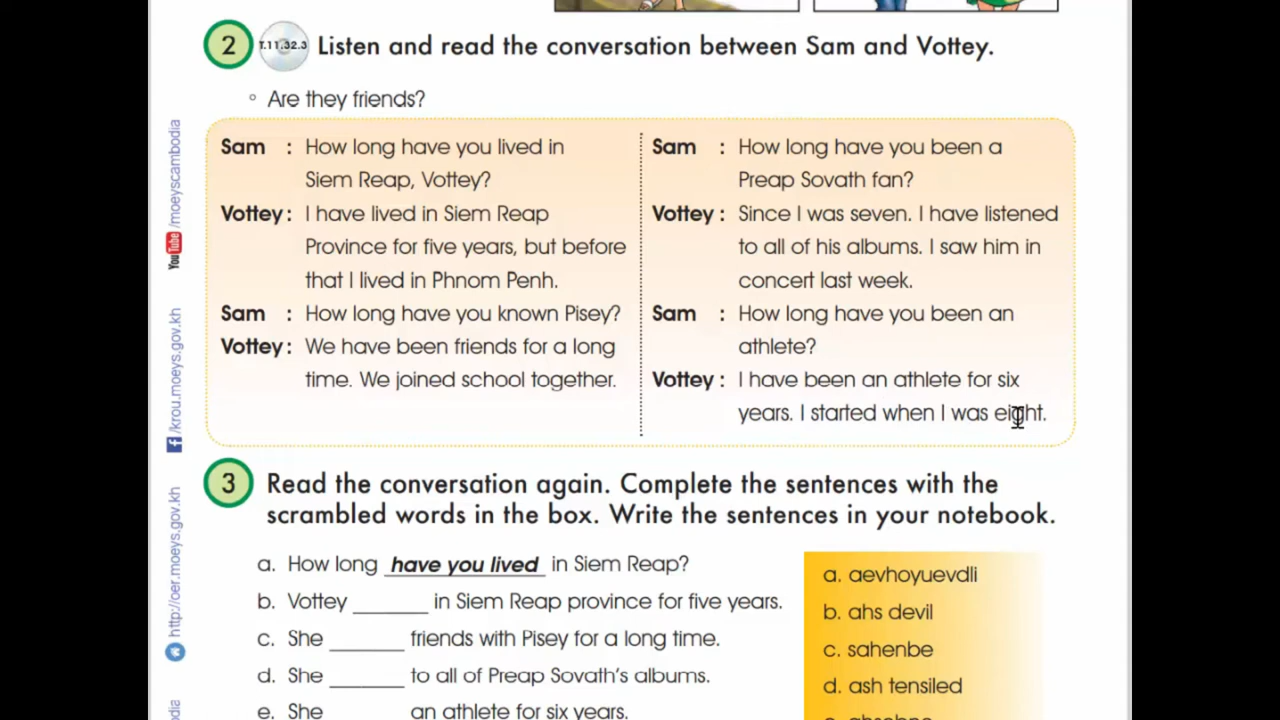 2 T.11.32.3 Listen and read the conversation between Sam and Vottey.
° Are they friends?
Sam : How long have you lived in
Siem Reap, Vottey?
Vottey : I have lived in Siem Reap
Province for five years, but before
that I lived in Phnom Penh.
Sam : How long have you known Pisey?
Vottey : We have been friends for a long
time. We joined school together.
Sam : How long have you been a
Preap Sovath fan?
Vottey : Since I was seven. I have listened
to all of his albums. I saw him in
concert last week.
Sam : How long have you been an
athlete?
Vottey : I have been an athlete for six
years. I started when I was eight.
3 Read the conversation again. Complete the sentences with the
scrambled words in the box. Write the sentences in your notebook.
a. How long have you lived in Siem Reap?
b. Vottey ______ in Siem Reap province for five years.
c. She ______ friends with Pisey for a long time.
d. She ______ to all of Preap Sovath's albums.
e. She ______ an athlete for six years.
a. aevhoyuevdli
b. ahs devil
c. sahenbe
d. ash tensiled
YouTube /moeyscambodia
f /krou.moeys.gov.kh
http://oer.moeys.gov.kh